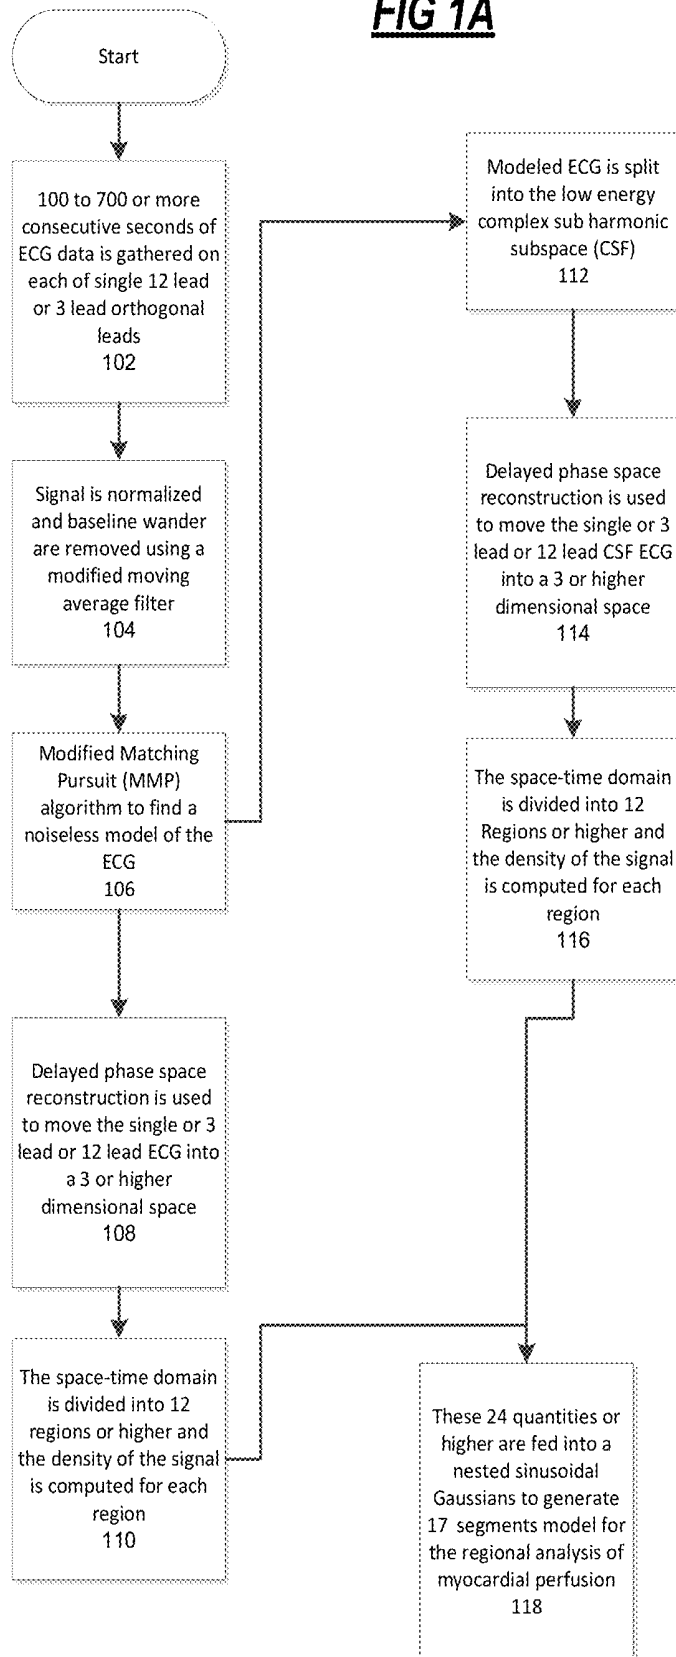 FIG 1A
Start
100 to 700 or more
consecutive seconds of
ECG data is gathered on
each of single 12 lead
or 3 lead orthogonal
leads
102
Signal is normalized
and baseline wander
are removed using a
modified moving
average filter
104
Modified Matching
Pursuit (MMP)
algorithm to find a
noiseless model of the
ECG
106
Delayed phase space
reconstruction is used
to move the single or 3
lead or 12 lead ECG into
a 3 or higher
dimensional space
108
The space-time domain
is divided into 12
regions or higher and
the density of the signal
is computed for each
region
110
Modeled ECG is split
into the low energy
complex sub harmonic
subspace (CSF)
112
Delayed phase space
reconstruction is used
to move the single or 3
lead or 12 lead CSF ECG
into a 3 or higher
dimensional space
114
The space-time domain
is divided into 12
Regions or higher and
the density of the signal
is computed for each
region
116
These 24 quantities or
higher are fed into a
nested sinusoidal
Gaussians to generate
17 segments model for
the regional analysis of
myocardial perfusion
118